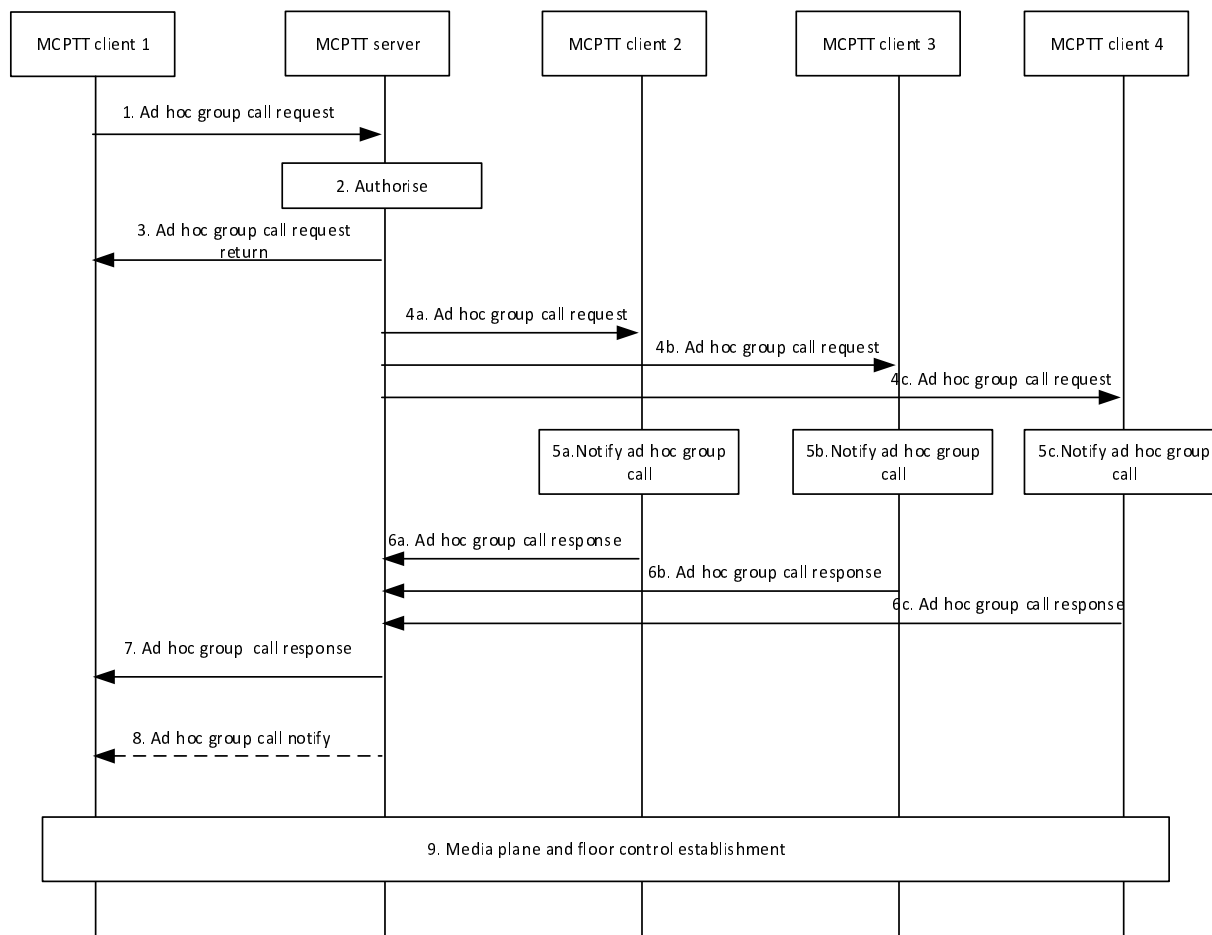 MCPTT client 1
MCPTT server
MCPTT client 2
MCPTT client 3
MCPTT client 4
1. Ad hoc group call request
2. Authorise
3. Ad hoc group call request
return
4a. Ad hoc group call request
4b. Ad hoc group call request
4c. Ad hoc group call request
5a.Notify ad hoc group
call
5b.Notify ad hoc group
call
5c.Notify ad hoc group
call
6a. Ad hoc group call response
6b. Ad hoc group call response
6c. Ad hoc group call response
7. Ad hoc group call response
8. Ad hoc group call notify
9. Media plane and floor control establishment